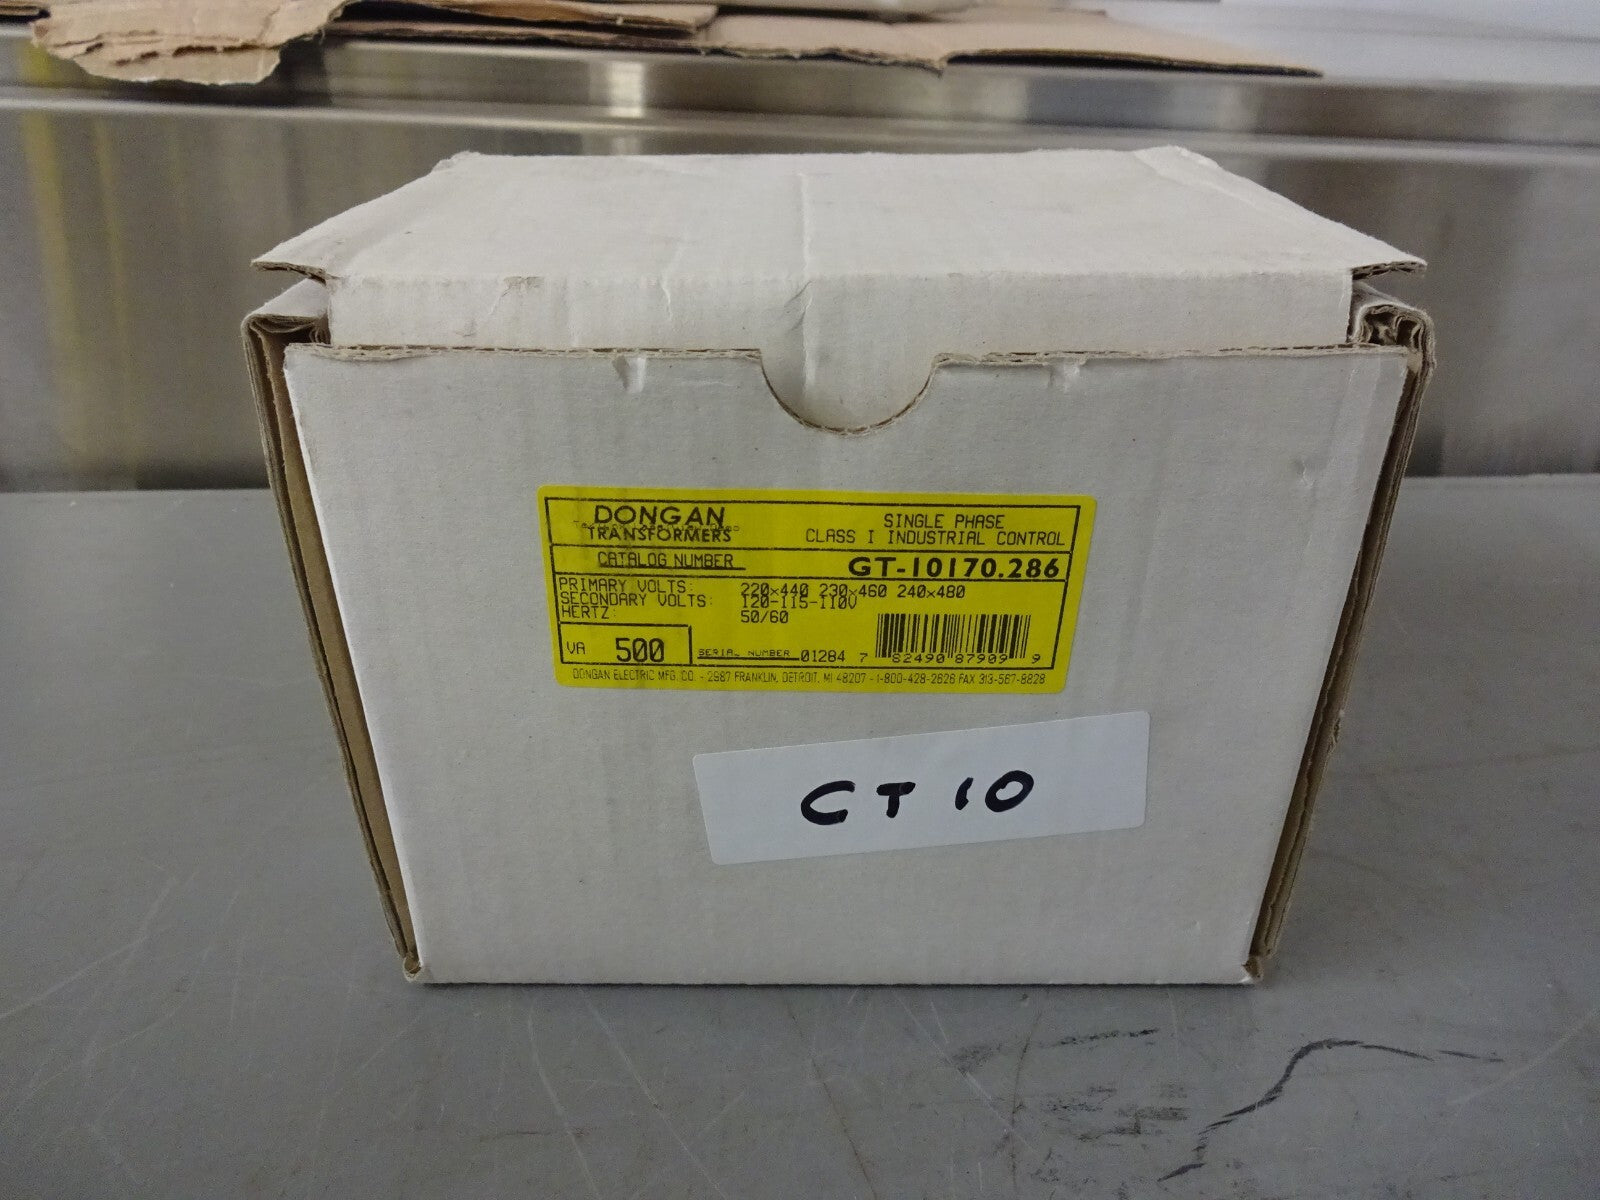 DONGAN
TRANSFORMERS
SINGLE PHASE
CLASS I INDUSTRIAL CONTROL
CATALOG NUMBER GT-10170.286
PRIMARY VOLTS: 220x440 230x460 240x480
SECONDARY VOLTS: 120-115-110V
HERTZ: 50/60
VA 500
SERIAL NUMBER 01284
7 82490 87909 9
DONGAN ELECTRIC MFG. CO. - 2987 FRANKLIN, DETROIT, MI 48207 - 1-800-428-2626 FAX 313-567-8828
CT 10